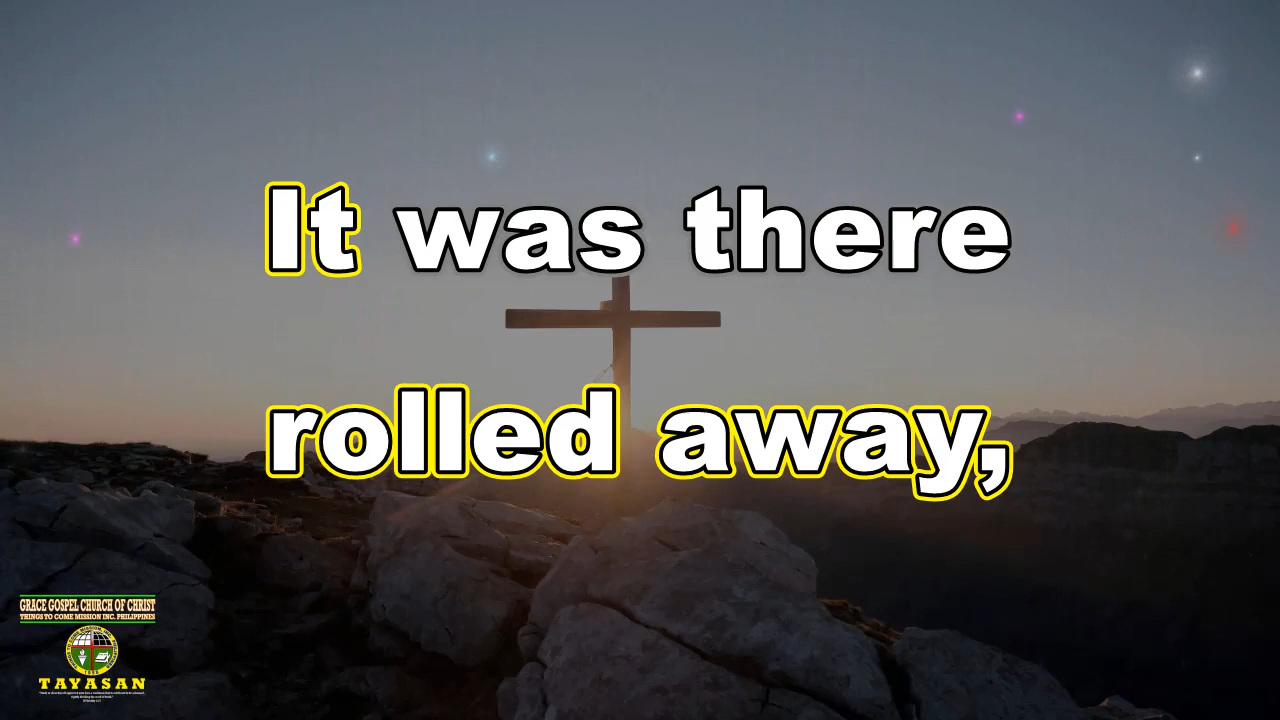 It was there
rolled away,
GRACE GOSPEL CHURCH OF CHRIST
THINGS TO COME MISSION INC. PHILIPPINES
TAYASAN